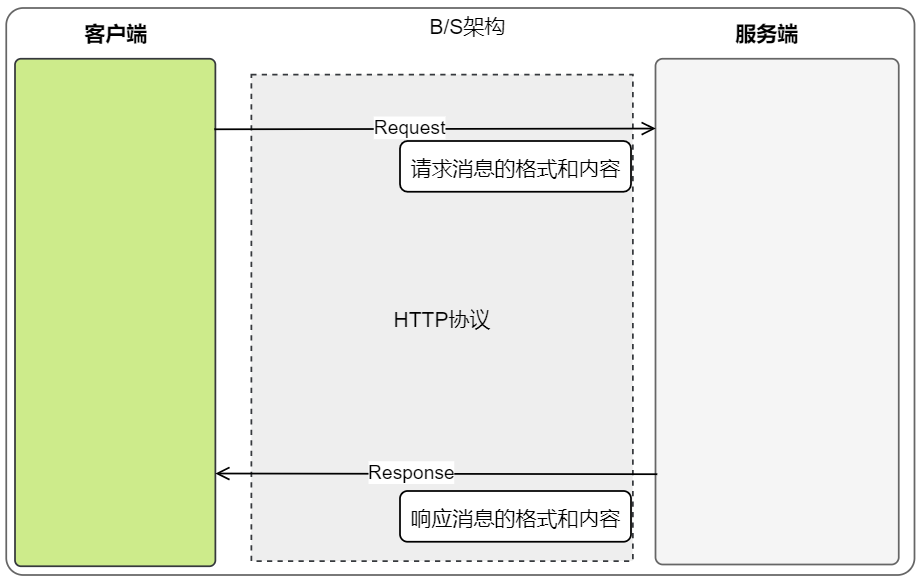 B/S架构
客户端
服务端
Request
请求消息的格式和内容
HTTP协议
Response
响应消息的格式和内容